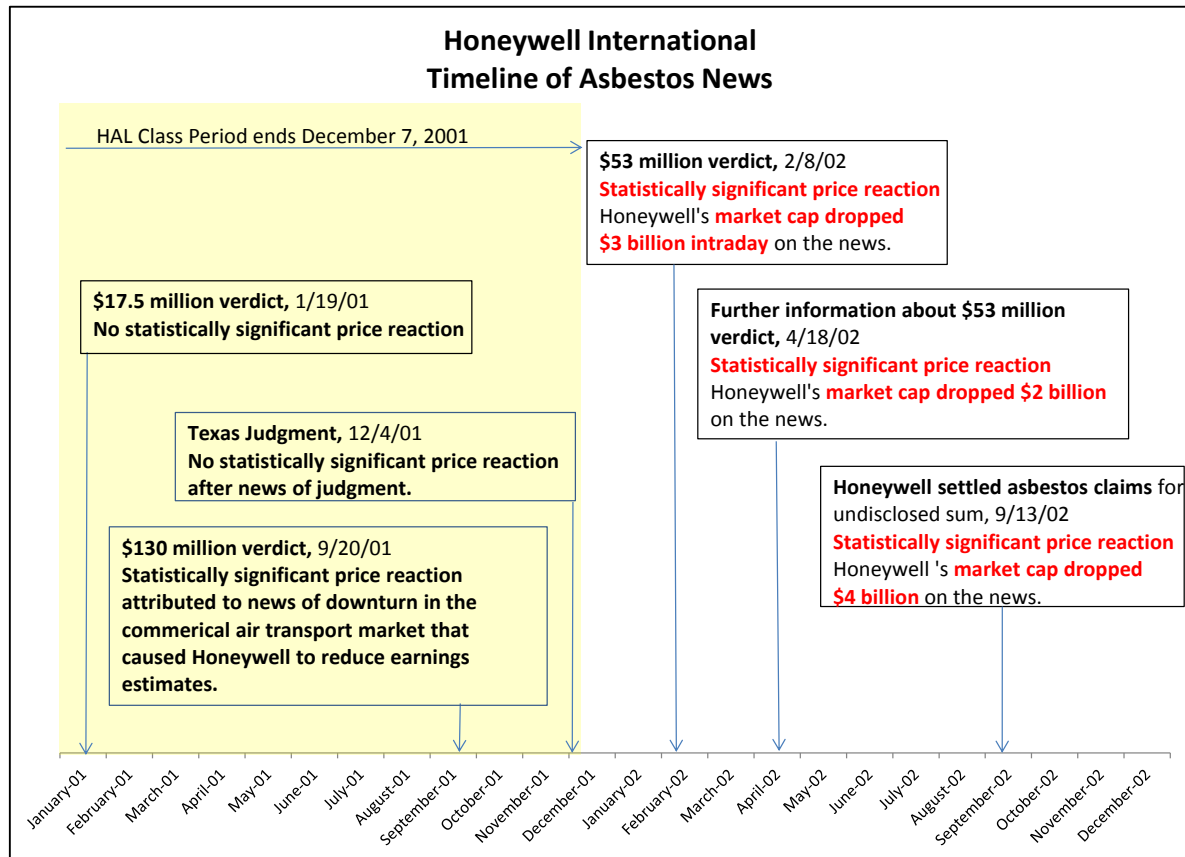 Honeywell International
Timeline of Asbestos News
HAL Class Period ends December 7, 2001
$53 million verdict, 2/8/02
Statistically significant price reaction
Honeywell's market cap dropped
$3 billion intraday on the news.
$17.5 million verdict, 1/19/01
No statistically significant price reaction
Further information about $53 million
verdict, 4/18/02
Statistically significant price reaction
Honeywell's market cap dropped $2 billion
on the news.
Texas Judgment, 12/4/01
No statistically significant price reaction
after news of judgment.
Honeywell settled asbestos claims for
undisclosed sum, 9/13/02
Statistically significant price reaction
Honeywell 's market cap dropped
$4 billion on the news.
$130 million verdict, 9/20/01
Statistically significant price reaction
attributed to news of downturn in the
commerical air transport market that
caused Honeywell to reduce earnings
estimates.
January-01
February-01
March-01
April-01
May-01
June-01
July-01
August-01
September-01
October-01
November-01
December-01
January-02
February-02
March-02
April-02
May-02
June-02
July-02
August-02
September-02
October-02
November-02
December-02